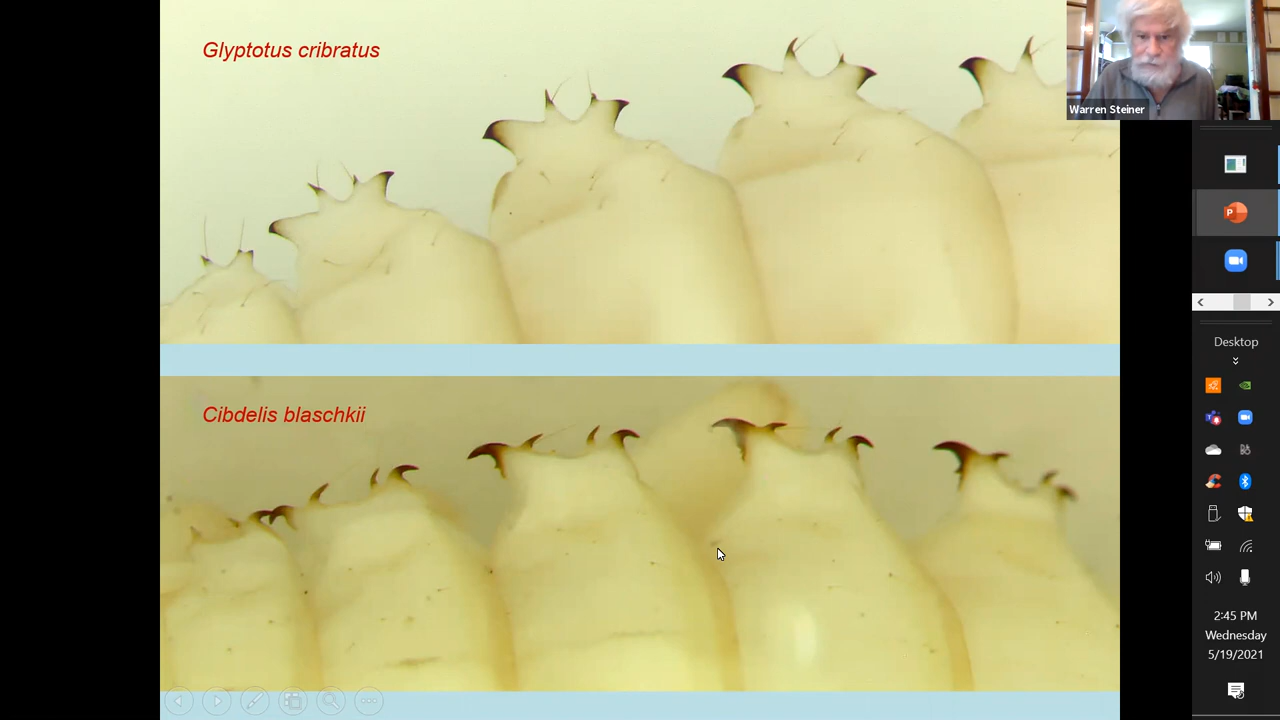 Glyptotus cribratus
Warren Steiner
Cibdelis blaschkii
P
Desktop
2:45 PM
Wednesday
5/19/2021